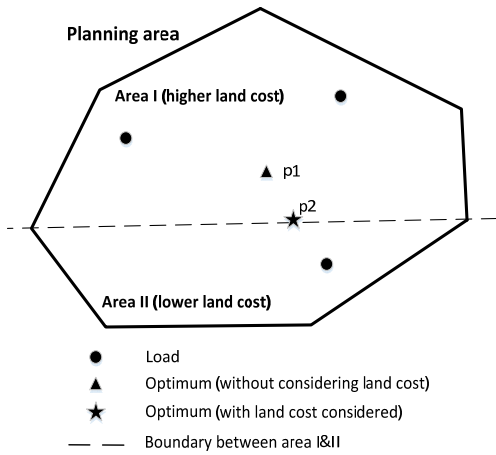 Planning area
Area I (higher land cost)
p1
p2
Area II (lower land cost)
Load
Optimum (without considering land cost)
Optimum (with land cost considered)
Boundary between area I&II